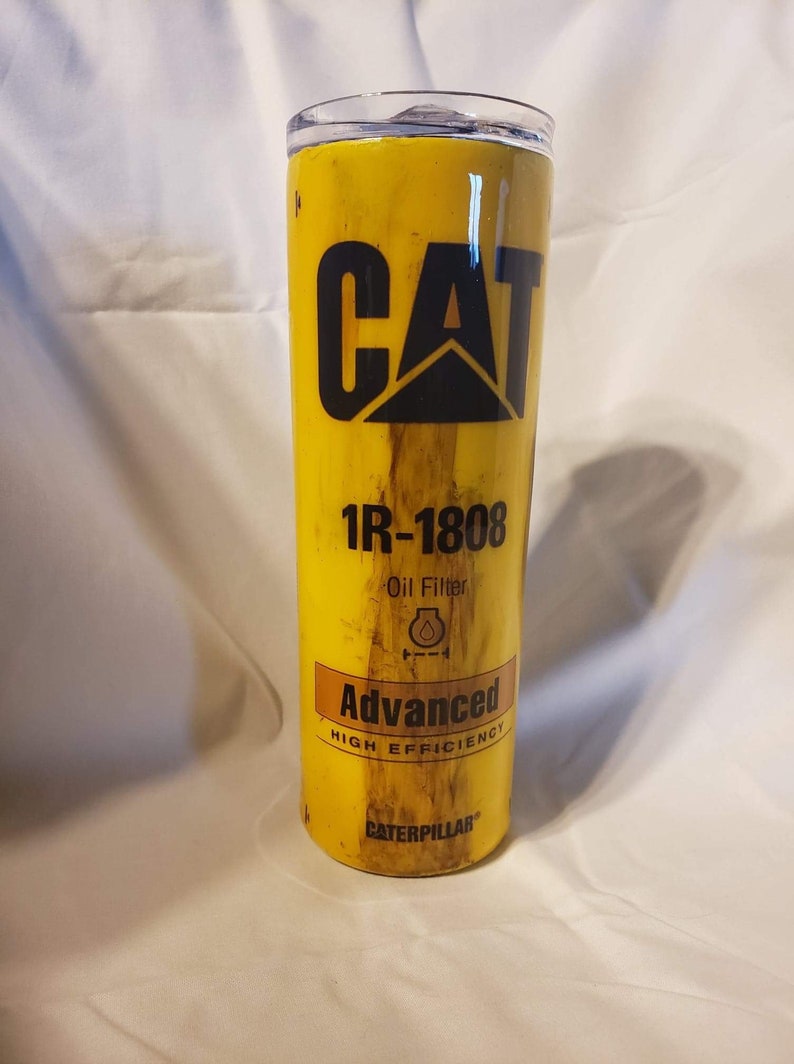 CAT
1R-1808
Oil Filter
Advanced
HIGH EFFICIENCY
CATERPILLAR®